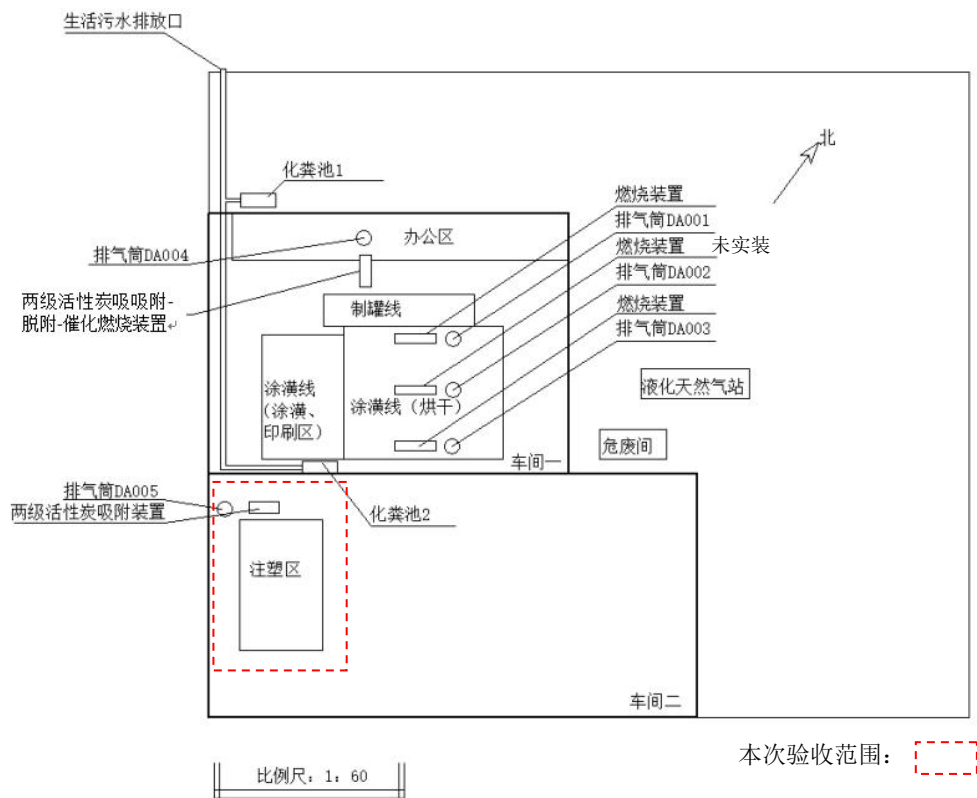 生活污水排放口
北
化粪池1
燃烧装置
排气筒DA001
办公区
燃烧装置 未实装
排气筒DA004
排气筒DA002
两级活性炭吸吸附-
脱附-催化燃烧装置
制罐线
燃烧装置
排气筒DA003
液化天然气站
涂潢线
(涂潢、
印刷区)
涂潢线（烘干）
危废间
车间一
排气筒DA005
两级活性炭吸附装置
化粪池2
注塑区
车间二
本次验收范围：
比例尺：1：60